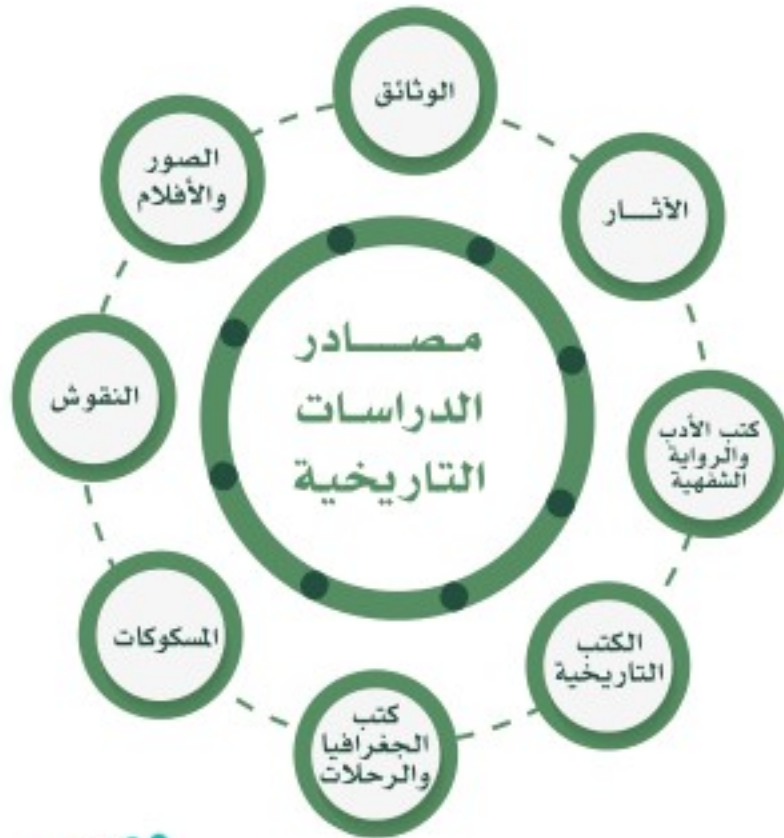 مصادر
الدراسات
التاريخية
الوثائق
الآثار
كتب الأدب
والرواية
الشفهية
الكتب
التاريخية
كتب
الجغرافيا
والرحلات
المسكوكات
النقوش
الصور
والأفلام